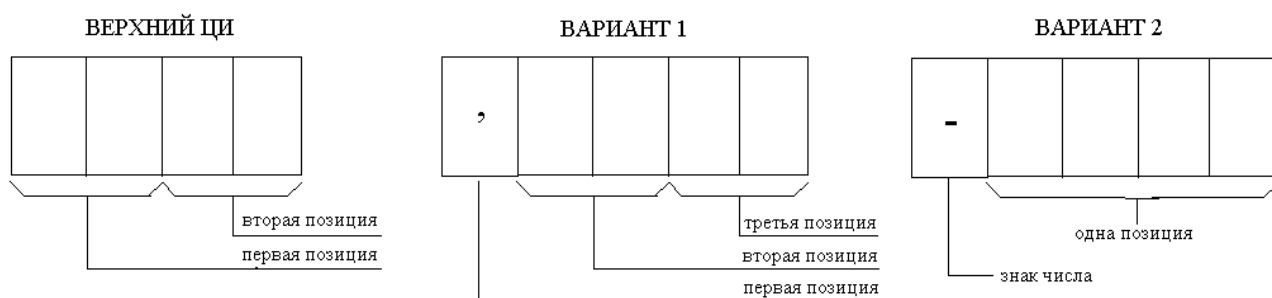 ВЕРХНИЙ ЦИ
ВАРИАНТ 1
ВАРИАНТ 2
,
-
вторая позиция
первая позиция
третья позиция
вторая позиция
первая позиция
одна позиция
знак числа